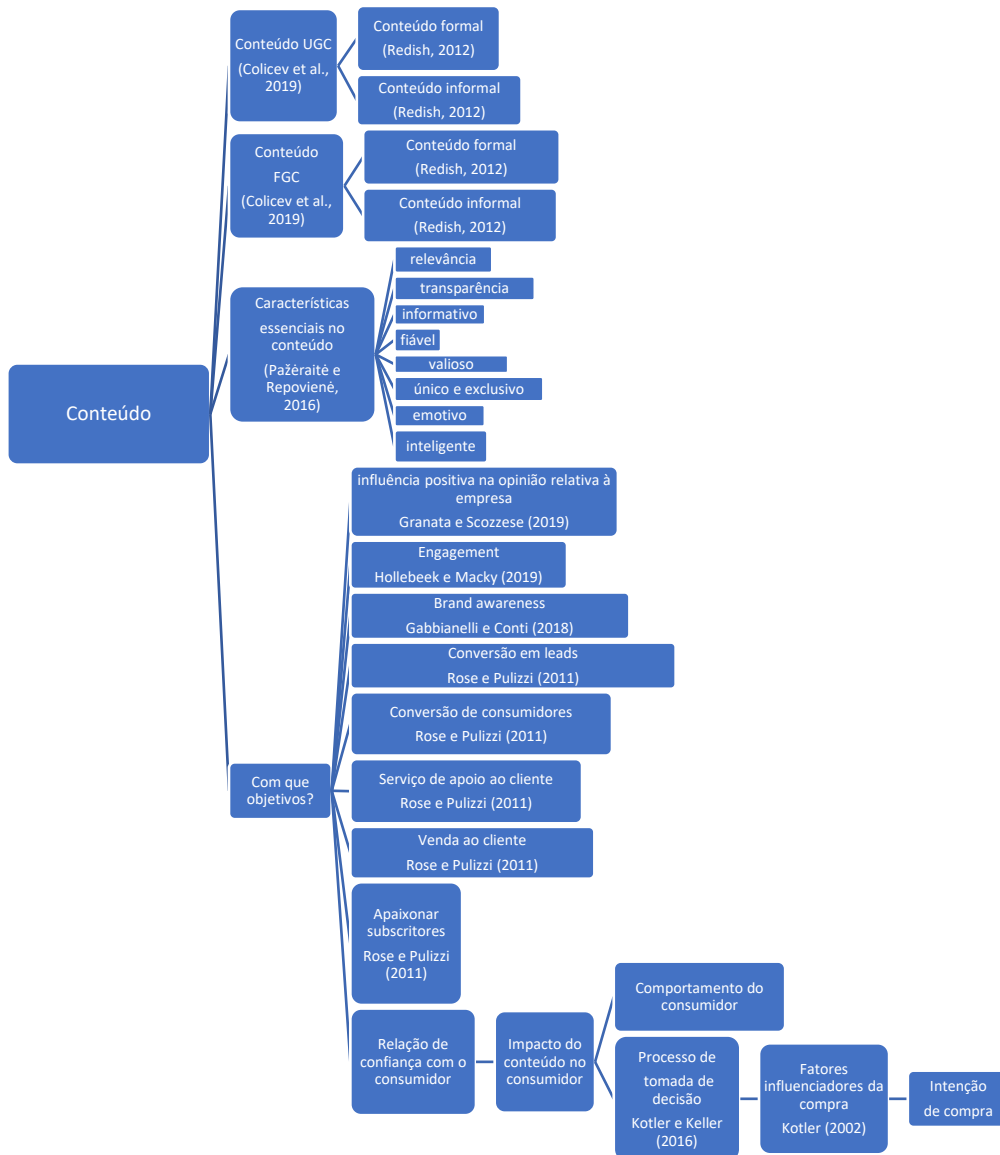 Conteúdo
Conteúdo UGC
(Colicev et al.,
2019)
Conteúdo formal
(Redish, 2012)
Conteúdo informal
(Redish, 2012)
Conteúdo
FGC
(Colicev et al.,
2019)
Conteúdo formal
(Redish, 2012)
Conteúdo informal
(Redish, 2012)
Características
essenciais no
conteúdo
(Pažėraitė e
Repovienė,
2016)
relevância
transparência
informativo
fiável
valioso
único e exclusivo
emotivo
inteligente
Com que
objetivos?
influência positiva na opinião relativa à
empresa
Granata e Scozzese (2019)
Engagement
Hollebeek e Macky (2019)
Brand awareness
Gabbianelli e Conti (2018)
Conversão em leads
Rose e Pulizzi (2011)
Conversão de consumidores
Rose e Pulizzi (2011)
Serviço de apoio ao cliente
Rose e Pulizzi (2011)
Venda ao cliente
Rose e Pulizzi (2011)
Apaixonar
subscritores
Rose e Pulizzi
(2011)
Relação de
confiança com o
consumidor
Impacto do
conteúdo no
consumidor
Comportamento do
consumidor
Processo de
tomada de
decisão
Kotler e Keller
(2016)
Fatores
influenciadores da
compra
Kotler (2002)
Intenção
de compra